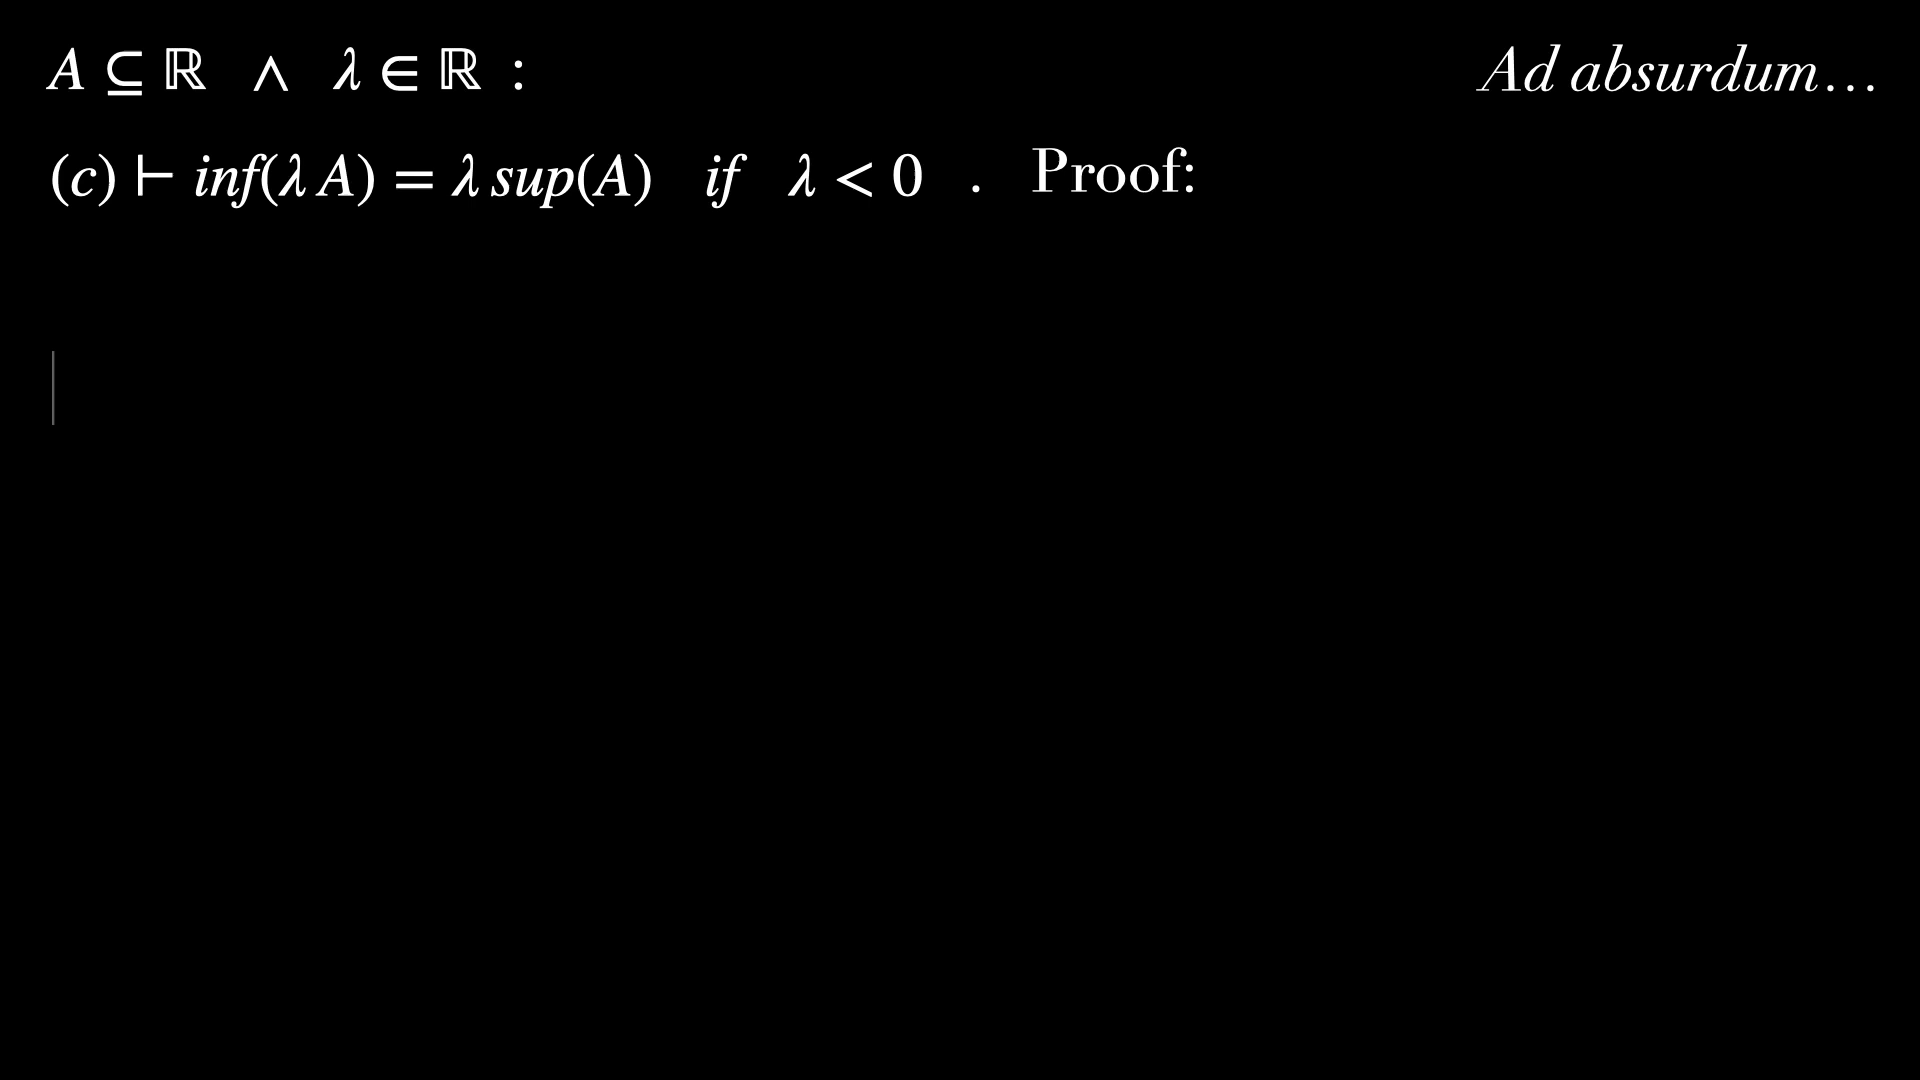 A ⊆ ℝ ∧ λ ∈ ℝ : Ad absurdum…
(c) ⊢ inf(λ A) = λ sup(A) if λ < 0 . Proof: